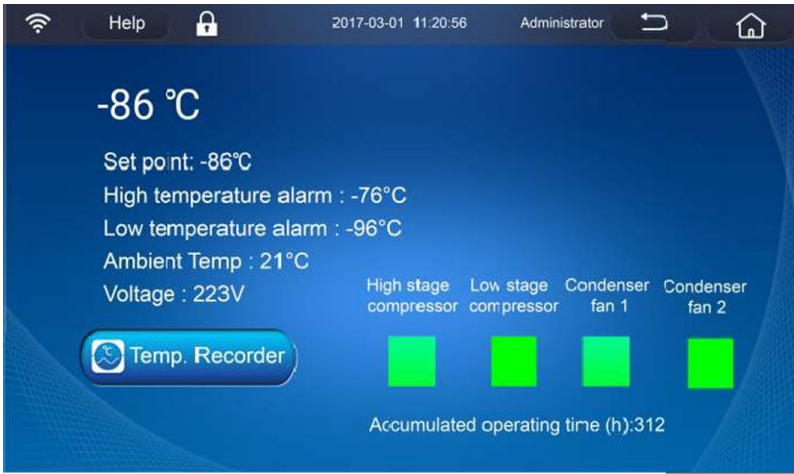 Help 2017-03-01 11:20:56 Administrator
-86 ℃
Set point: -86℃
High temperature alarm : -76°C
Low temperature alarm : -96°C
Ambient Temp : 21°C
Voltage : 223V
High stage
compressor
Low stage
compressor
Condenser
fan 1
Condenser
fan 2
Temp. Recorder
Accumulated operating time (h):312